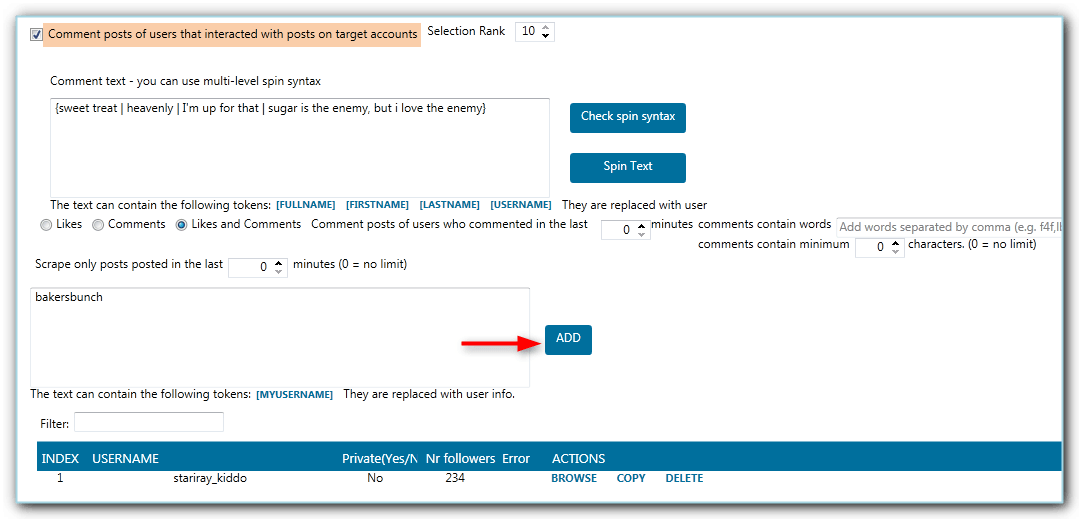 Comment posts of users that interacted with posts on target accounts Selection Rank 10
Comment text - you can use multi-level spin syntax
{sweet treat | heavenly | I'm up for that | sugar is the enemy, but i love the enemy}
Check spin syntax
Spin Text
The text can contain the following tokens: [FULLNAME] [FIRSTNAME] [LASTNAME] [USERNAME] They are replaced with user
Likes Comments Likes and Comments Comment posts of users who commented in the last 0 minutes comments contain words Add words separated by comma (e.g. f4f,
comments contain minimum 0 characters. (0 = no limit)
Scrape only posts posted in the last 0 minutes (0 = no limit)
bakersbunch
ADD
The text can contain the following tokens: [MYUSERNAME] They are replaced with user info.
Filter:
INDEX USERNAME Private(Yes/N Nr followers Error ACTIONS
1 stariray_kiddo No 234 BROWSE COPY DELETE